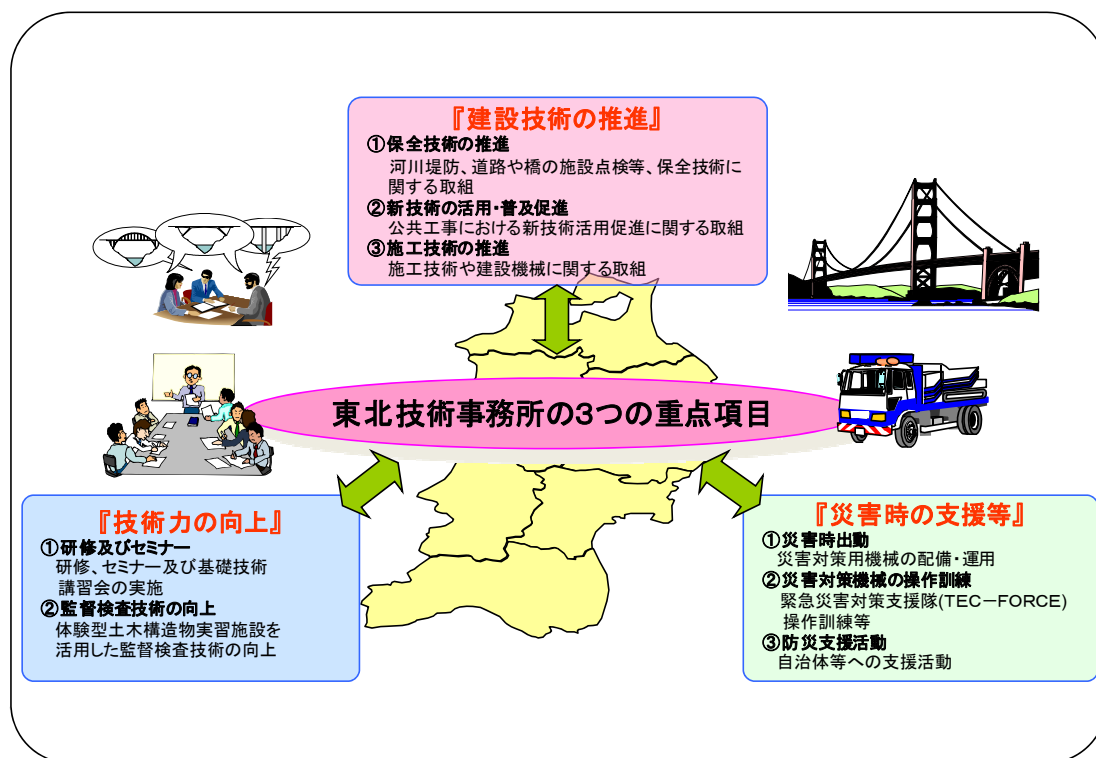 『建設技術の推進』
①保全技術の推進
河川堤防、道路や橋の施設点検等、保全技術に
関する取組
②新技術の活用・普及促進
公共工事における新技術活用促進に関する取組
③施工技術の推進
施工技術や建設機械に関する取組
東北技術事務所の3つの重点項目
『技術力の向上』
①研修及びセミナー
研修、セミナー及び基礎技術
講習会の実施
②監督検査技術の向上
体験型土木構造物実習施設を
活用した監督検査技術の向上
『災害時の支援等』
①災害時出動
災害対策用機械の配備・運用
②災害対策機械の操作訓練
緊急災害対策支援隊(TEC－FORCE)
操作訓練等
③防災支援活動
自治体等への支援活動